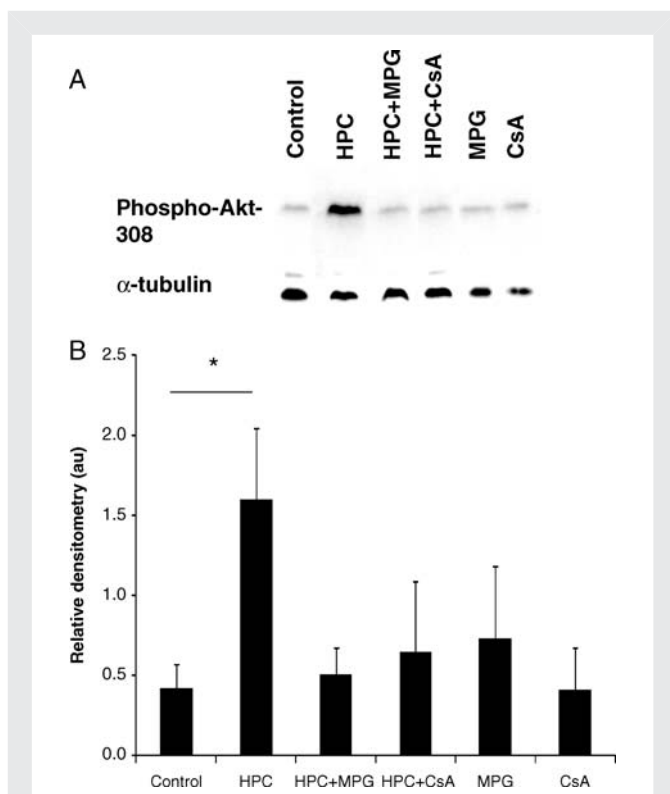 A
Control
HPC
HPC+MPG
HPC+CsA
MPG
CsA
Phospho-Akt-
308
α-tubulin
B
2.5
*
2.0
1.5
1.0
0.5
0.0
Relative densitometry (au)
Control HPC HPC+MPG HPC+CsA MPG CsA